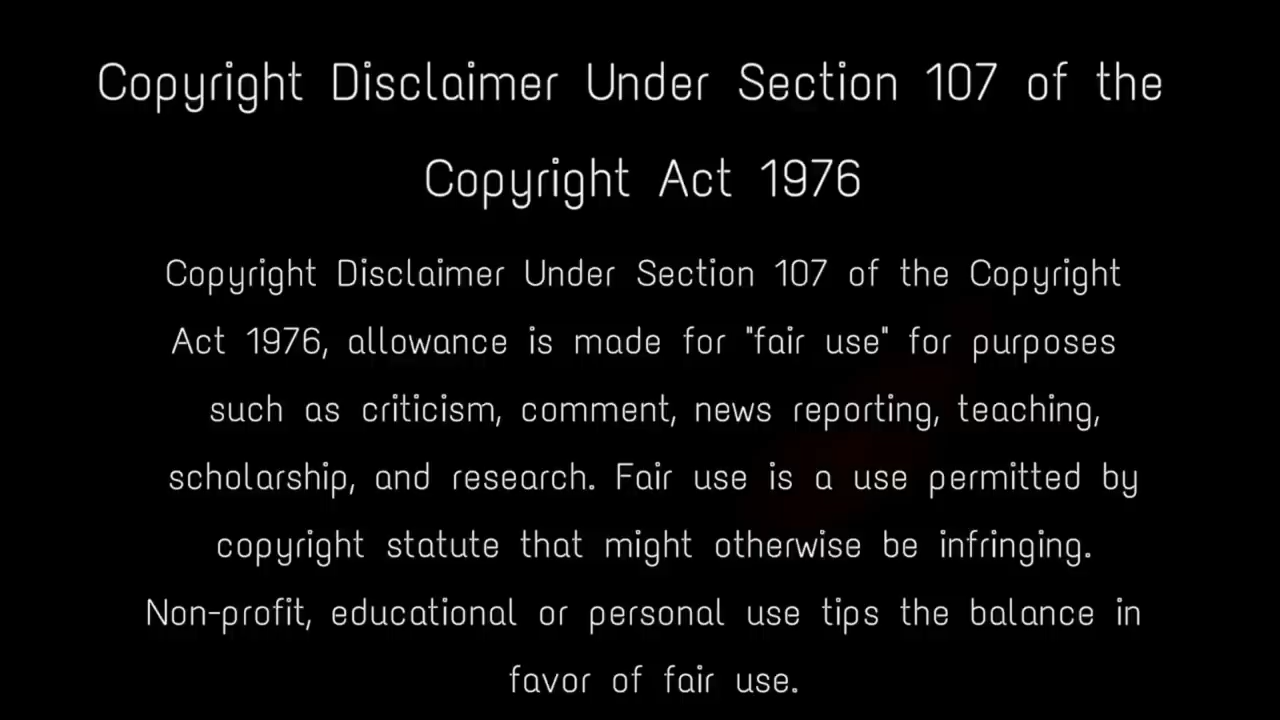 Copyright Disclaimer Under Section 107 of the
Copyright Act 1976
Copyright Disclaimer Under Section 107 of the Copyright
Act 1976, allowance is made for "fair use" for purposes
such as criticism, comment, news reporting, teaching,
scholarship, and research. Fair use is a use permitted by
copyright statute that might otherwise be infringing.
Non-profit, educational or personal use tips the balance in
favor of fair use.